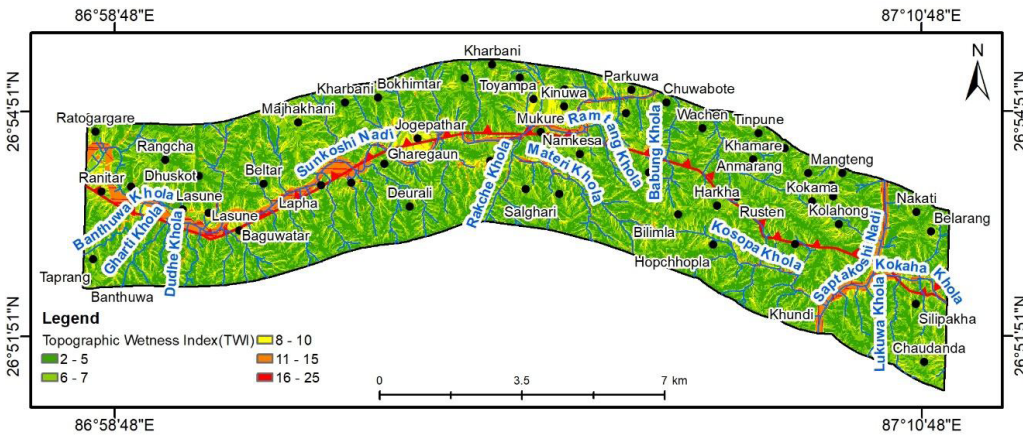 86°58'48"E
87°10'48"E
26°54'51"N
26°54'51"N
N
Kharbani
Parkuwa
Toyampa
Kinuwa
Chuwabote
Kharbani
Bokhimtar
Majhakhani
Ratogargare
Jogepathar
Mukure
Ramtang Khola
Babung Khola
Wachen
Tinpune
Rangcha
Sunkoshi Nadi
Gharegaun
Namkesa
Khamare
Anmarang
Mangteng
Ranitar
Dhuskot
Beltar
Rakche Khola
Materi Khola
Lasune
Lapha
Deurali
Harkha
Kokama
Nakati
Banthuwa Khola
Lasune
Salghari
Rusten
Kolahong
Belarang
Gharti Khola
Dudhe Khola
Baguwatar
Bilimla
Kosopa Khola
Saptakoshi Nadi
Kokaha Khola
Taprang
Hopchhopla
Banthuwa
Khundi
Lukuwa Khola
Silipakha
Chaudanda
26°51'51"N
26°51'51"N
Legend
Topographic Wetness Index(TWI)
2 - 5
6 - 7
8 - 10
11 - 15
16 - 25
0 3.5 7 km
86°58'48"E
87°10'48"E